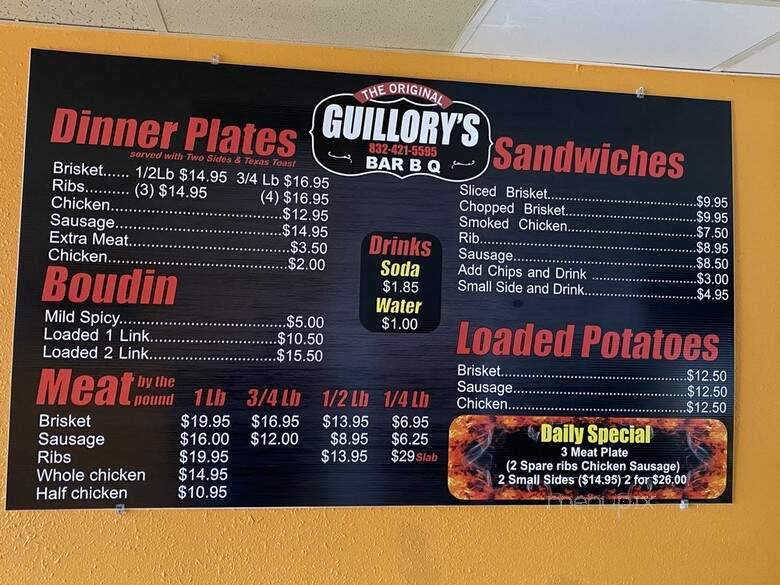 THE ORIGINAL
GUILLORY'S
832-421-5595
BAR B Q
Dinner Plates
served with Two Sides & Texas Toast
Brisket...... 1/2Lb $14.95 3/4 Lb $16.95
Ribs.......... (3) $14.95 (4) $16.95
Chicken..............................$12.95
Sausage.............................$14.95
Extra Meat..........................$3.50
Chicken..............................$2.00
Boudin
Mild Spicy...........................$5.00
Loaded 1 Link.....................$10.50
Loaded 2 Link.....................$15.50
Meat by the pound 1 Lb 3/4 Lb 1/2 Lb 1/4 Lb
Brisket $19.95 $16.95 $13.95 $6.95
Sausage $16.00 $12.00 $8.95 $6.25
Ribs $19.95 $13.95 $29 Slab
Whole chicken $14.95
Half chicken $10.95
Drinks
Soda
$1.85
Water
$1.00
Sandwiches
Sliced Brisket.........................$9.95
Chopped Brisket....................$9.95
Smoked Chicken...................$7.50
Rib.........................................$8.95
Sausage................................$8.50
Add Chips and Drink ..............$3.00
Small Side and Drink..............$4.95
Loaded Potatoes
Brisket..................................$12.50
Sausage...............................$12.50
Chicken................................$12.50
Daily Special
3 Meat Plate
(2 Spare ribs Chicken Sausage)
2 Small Sides ($14.95) 2 for $26.00